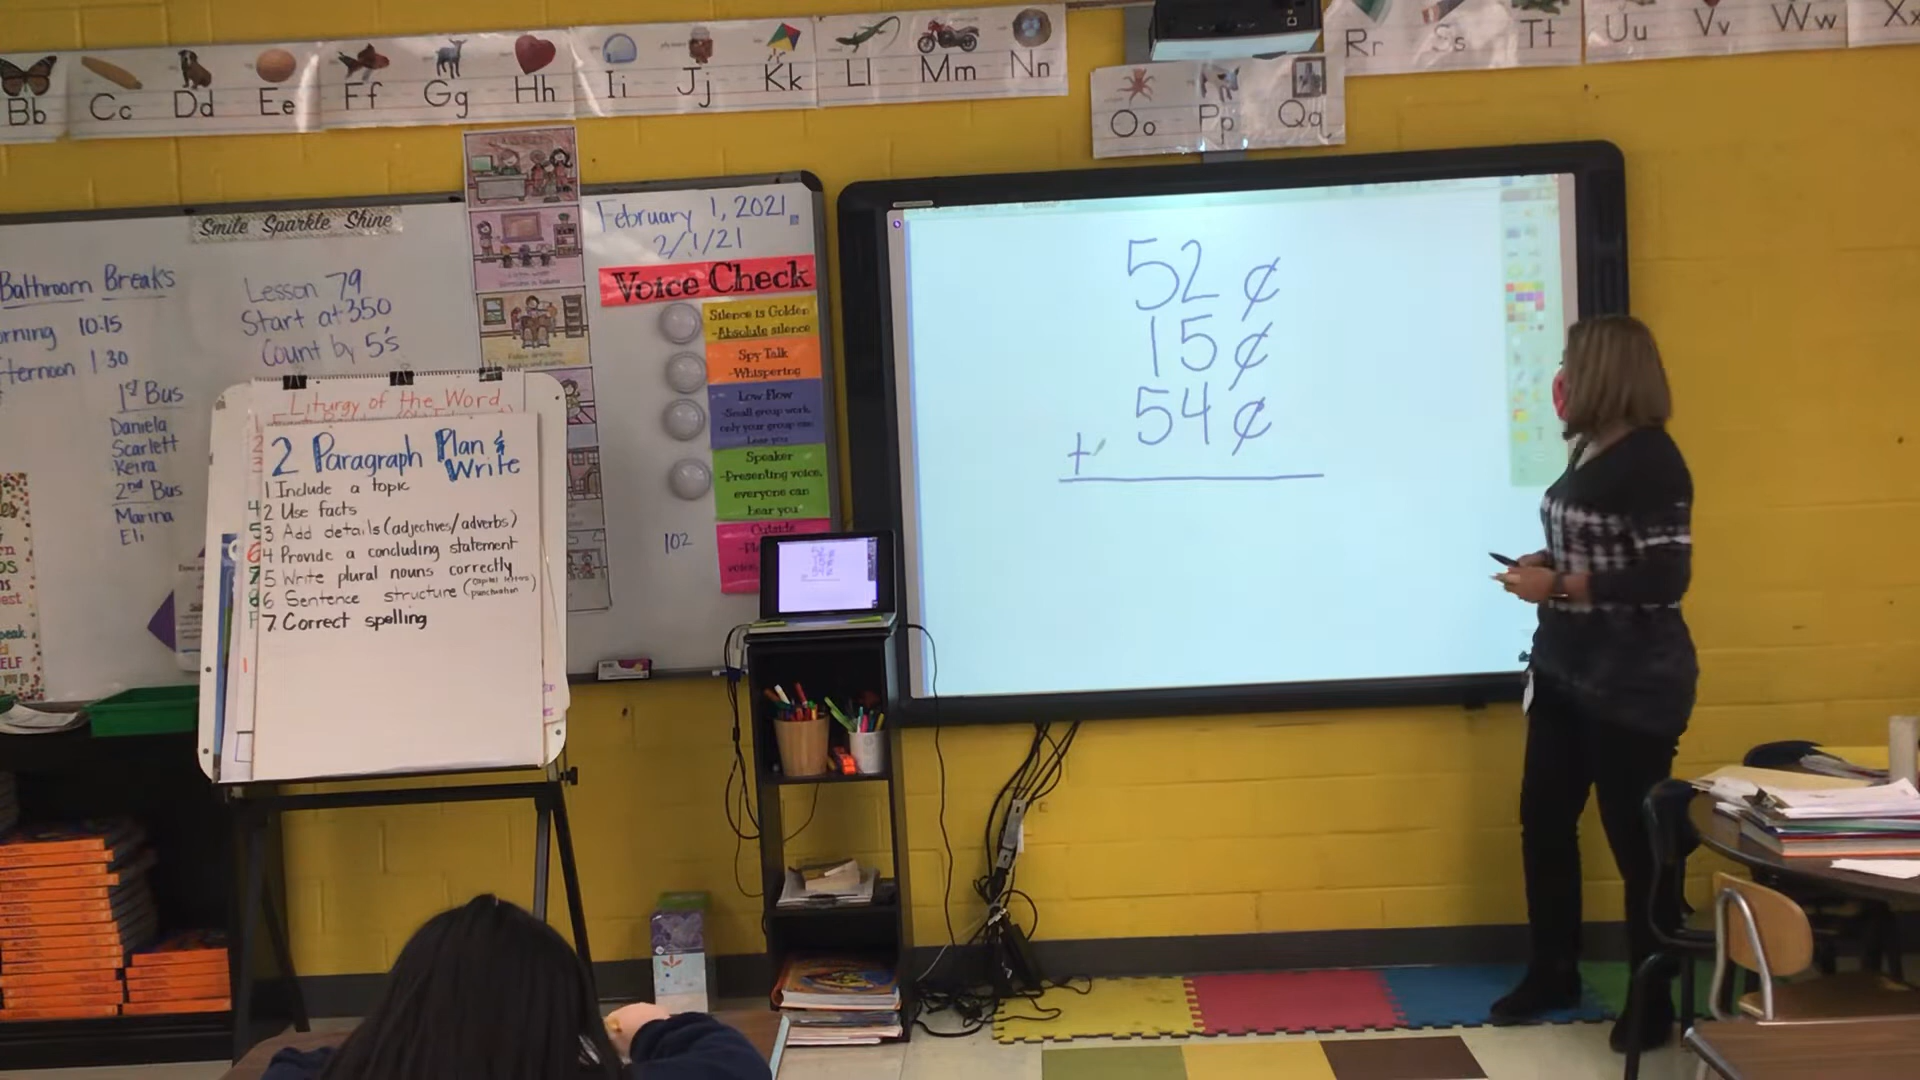 Bb Cc Dd Ee Ff Gg Hh Ii Jj Kk Ll Mm Nn
Oo Pp Qq
Rr Ss Tt Uu Vv Ww Xx
Smile Sparkle Shine
Bathroom Breaks
10:15
1:30
1st Bus
Daniela
Scarlett
Keira
2nd Bus
Marina
Eli
Lesson 79
Start at 350
Count by 5's
Liturgy of the Word
2 Paragraph Plan &
Write
1 Include a topic
2 Use facts
3 Add details (adjectives/adverbs)
4 Provide a concluding statement
5 Write plural nouns correctly
6 Sentence structure (capital letters
punctuation)
7. Correct spelling
February 1, 2021
2/1/21
Voice Check
Silence is Golden
-Absolute silence
Spy Talk
-Whispering
Low Flow
-Small group work,
only your group can
hear you
Speaker
-Presenting voice,
everyone can
hear you
Outside
102
52 ¢
15 ¢
54 ¢
+